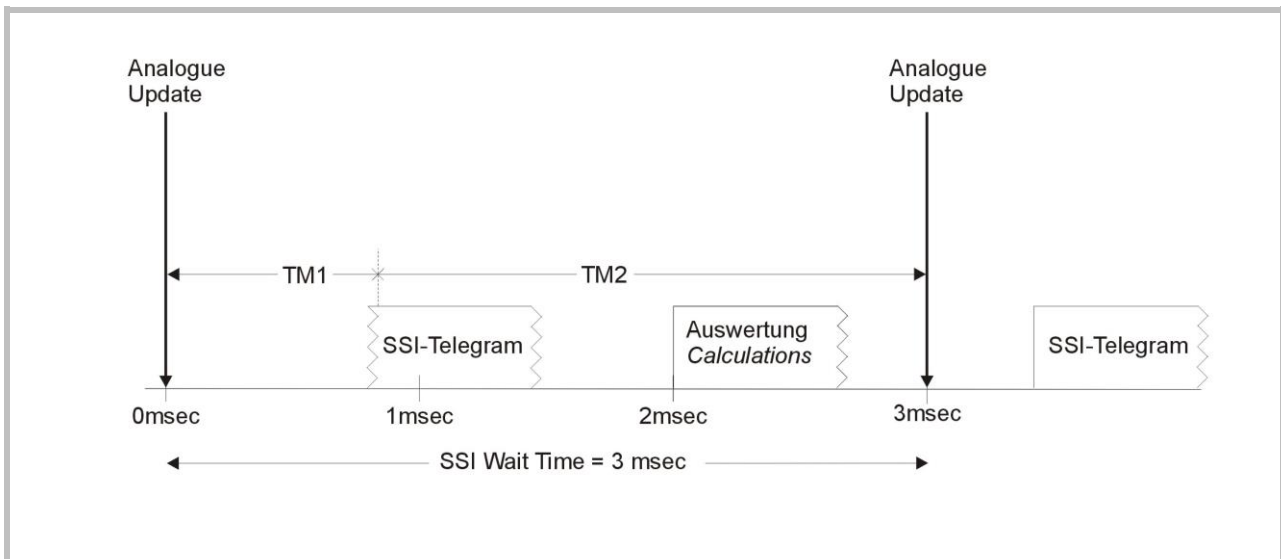 Analogue
Update
Analogue
Update
TM1
TM2
SSI-Telegram
Auswertung
Calculations
SSI-Telegram
0msec
1msec
2msec
3msec
SSI Wait Time = 3 msec